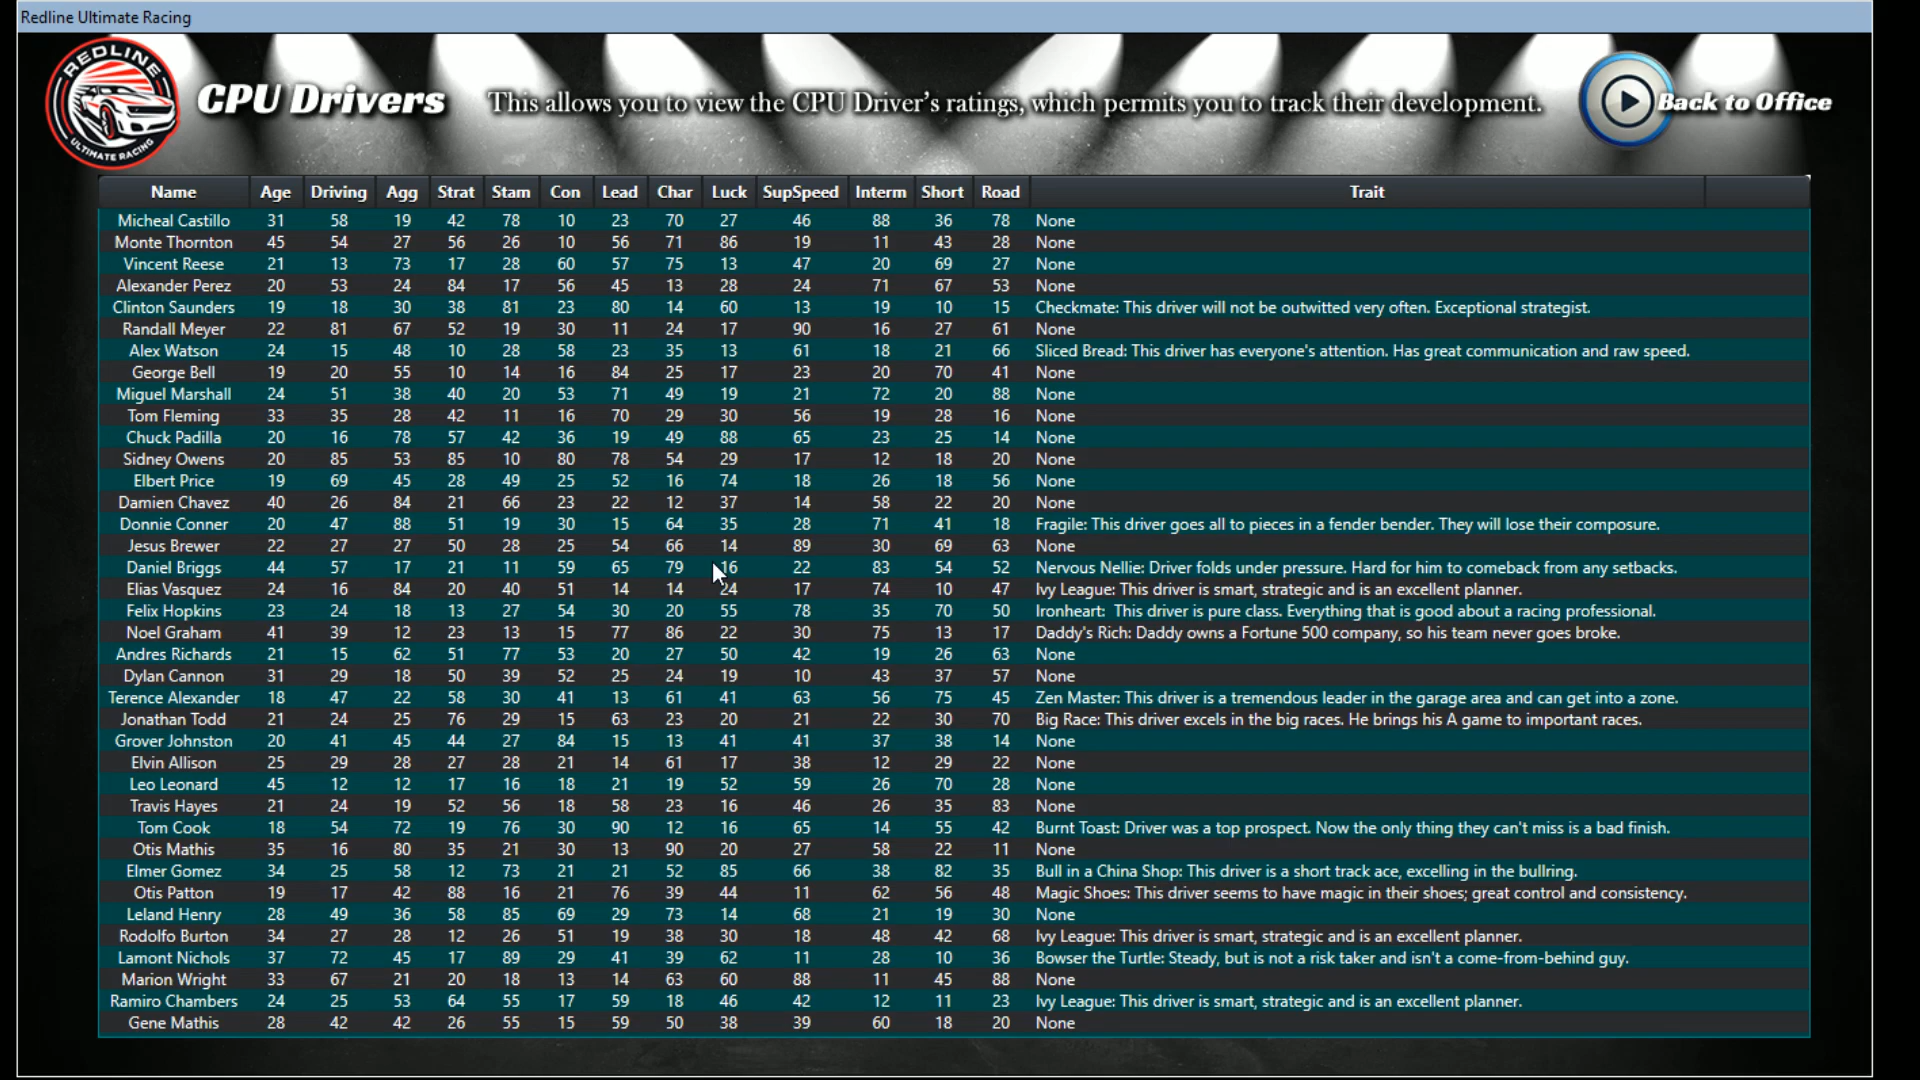 Redline Ultimate Racing
REDLINE
ULTIMATE RACING
CPU Drivers
This allows you to view the CPU Driver's ratings, which permits you to track their development.
Back to Office
Name Age Driving Agg Strat Stam Con Lead Char Luck SupSpeed Interm Short Road Trait
Micheal Castillo 31 58 19 42 78 10 23 70 27 46 88 36 78 None
Monte Thornton 45 54 27 56 26 10 56 71 86 19 11 43 28 None
Vincent Reese 21 13 73 17 28 60 57 75 13 47 20 69 27 None
Alexander Perez 20 53 24 84 17 56 45 13 28 24 71 67 53 None
Clinton Saunders 19 18 30 38 81 23 80 14 60 13 19 10 15 Checkmate: This driver will not be outwitted very often. Exceptional strategist.
Randall Meyer 22 81 67 52 19 30 11 24 17 90 16 27 61 None
Alex Watson 24 15 48 10 28 58 23 35 13 61 18 21 66 Sliced Bread: This driver has everyone's attention. Has great communication and raw speed.
George Bell 19 20 55 10 14 16 84 25 17 23 20 70 41 None
Miguel Marshall 24 51 38 40 20 53 71 49 19 21 72 20 88 None
Tom Fleming 33 35 28 42 11 16 70 29 30 56 19 28 16 None
Chuck Padilla 20 16 78 57 42 36 19 49 88 65 23 25 14 None
Sidney Owens 20 85 53 85 10 80 78 54 29 17 12 18 20 None
Elbert Price 19 69 45 28 49 25 52 16 74 18 26 18 56 None
Damien Chavez 40 26 84 21 66 23 22 12 37 14 58 22 20 None
Donnie Conner 20 47 88 51 19 30 15 64 35 28 71 41 18 Fragile: This driver goes all to pieces in a fender bender. They will lose their composure.
Jesus Brewer 22 27 27 50 28 25 54 66 14 89 30 69 63 None
Daniel Briggs 44 57 17 21 11 59 65 79 16 22 83 54 52 Nervous Nellie: Driver folds under pressure. Hard for him to comeback from any setbacks.
Elias Vasquez 24 16 84 20 40 51 14 14 24 17 74 10 47 Ivy League: This driver is smart, strategic and is an excellent planner.
Felix Hopkins 23 24 18 13 27 54 30 20 55 78 35 70 50 Ironheart: This driver is pure class. Everything that is good about a racing professional.
Noel Graham 41 39 12 23 13 15 77 86 22 30 75 13 17 Daddy's Rich: Daddy owns a Fortune 500 company, so his team never goes broke.
Andres Richards 21 15 62 51 77 53 20 27 50 42 19 26 63 None
Dylan Cannon 31 29 18 50 39 52 25 24 19 10 43 37 57 None
Terence Alexander 18 47 22 58 30 41 13 61 41 63 56 75 45 Zen Master: This driver is a tremendous leader in the garage area and can get into a zone.
Jonathan Todd 21 24 25 76 29 15 63 23 20 21 22 30 70 Big Race: This driver excels in the big races. He brings his A game to important races.
Grover Johnston 20 41 45 44 27 84 15 13 41 41 37 38 14 None
Elvin Allison 25 29 28 27 28 21 14 61 17 38 12 29 22 None
Leo Leonard 45 12 12 17 16 18 21 19 52 59 26 70 28 None
Travis Hayes 21 24 19 52 56 18 58 23 16 46 26 35 83 None
Tom Cook 18 54 72 19 76 30 90 12 16 65 14 55 42 Burnt Toast: Driver was a top prospect. Now the only thing they can't miss is a bad finish.
Otis Mathis 35 16 80 35 21 30 13 90 20 27 58 22 11 None
Elmer Gomez 34 25 58 12 73 21 21 52 85 66 38 82 35 Bull in a China Shop: This driver is a short track ace, excelling in the bullring.
Otis Patton 19 17 42 88 16 21 76 39 44 11 62 56 48 Magic Shoes: This driver seems to have magic in their shoes; great control and consistency.
Leland Henry 28 49 36 58 85 69 29 73 14 68 21 19 30 None
Rodolfo Burton 34 27 28 12 26 51 19 38 30 18 48 42 68 Ivy League: This driver is smart, strategic and is an excellent planner.
Lamont Nichols 37 72 45 17 89 29 41 39 62 11 28 10 36 Bowser the Turtle: Steady, but is not a risk taker and isn't a come-from-behind guy.
Marion Wright 33 67 21 20 18 13 14 63 60 88 11 45 88 None
Ramiro Chambers 24 25 53 64 55 17 59 18 46 42 12 11 23 Ivy League: This driver is smart, strategic and is an excellent planner.
Gene Mathis 28 42 42 26 55 15 59 50 38 39 60 18 20 None